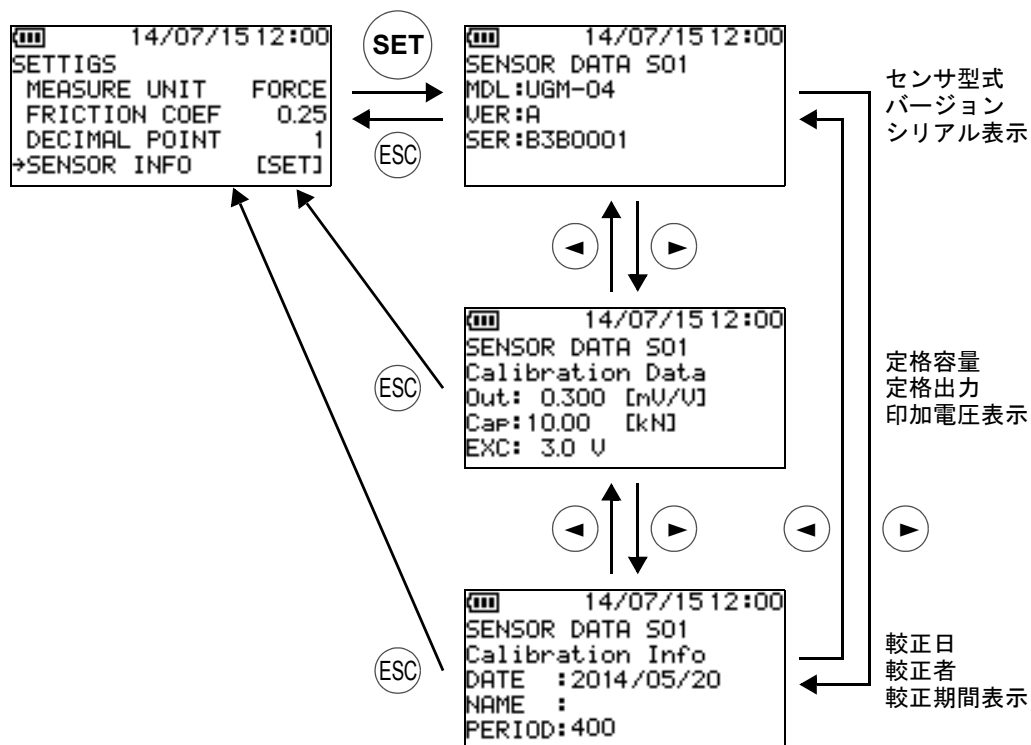 14/07/15 12:00
SETTIGS
MEASURE UNIT FORCE
FRICTION COEF 0.25
DECIMAL POINT 1
→SENSOR INFO [SET]
SET
ESC
14/07/15 12:00
SENSOR DATA S01
MDL:UGM-04
VER:A
SER:B3B0001
センサ型式
バージョン
シリアル表示
◄ ►
ESC
14/07/15 12:00
SENSOR DATA S01
Calibration Data
Out: 0.300 [mV/V]
Cap:10.00 [kN]
EXC: 3.0 V
定格容量
定格出力
印加電圧表示
◄ ►
◄ ►
ESC
14/07/15 12:00
SENSOR DATA S01
Calibration Info
DATE :2014/05/20
NAME :
PERIOD:400
較正日
較正者
較正期間表示